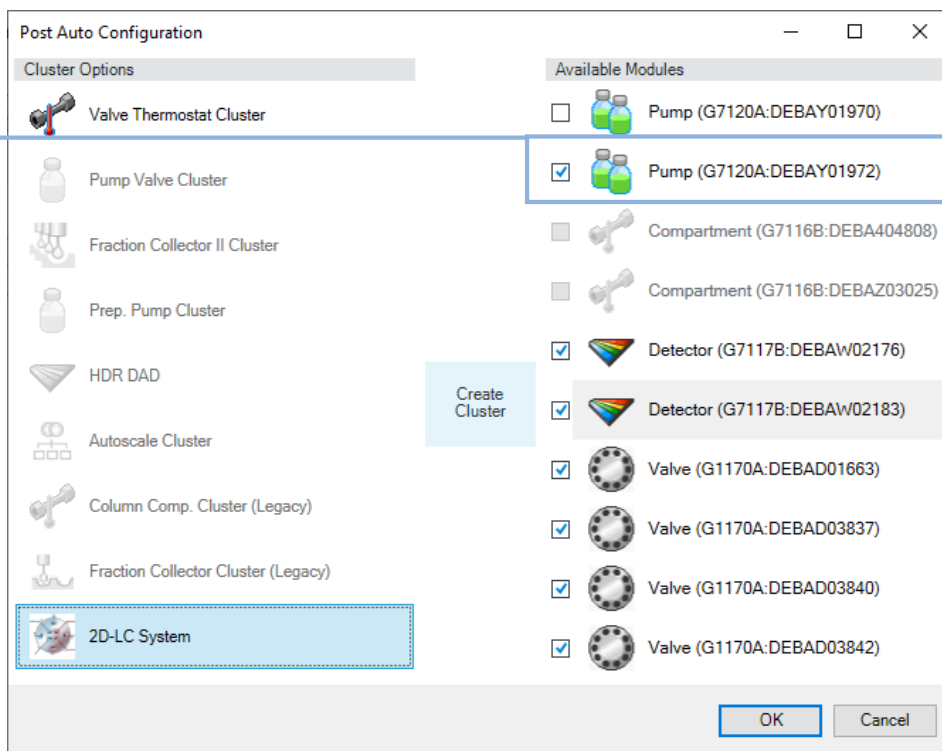 Post Auto Configuration
Cluster Options
Available Modules
Valve Thermostat Cluster
Pump (G7120A:DEBAY01970)
Pump Valve Cluster
Pump (G7120A:DEBAY01972)
Fraction Collector II Cluster
Compartment (G7116B:DEBA404808)
Prep. Pump Cluster
Compartment (G7116B:DEBAZ03025)
HDR DAD
Detector (G7117B:DEBAW02176)
Create
Cluster
Detector (G7117B:DEBAW02183)
Autoscale Cluster
Valve (G1170A:DEBAD01663)
Column Comp. Cluster (Legacy)
Valve (G1170A:DEBAD03837)
Fraction Collector Cluster (Legacy)
Valve (G1170A:DEBAD03840)
2D-LC System
Valve (G1170A:DEBAD03842)
OK
Cancel